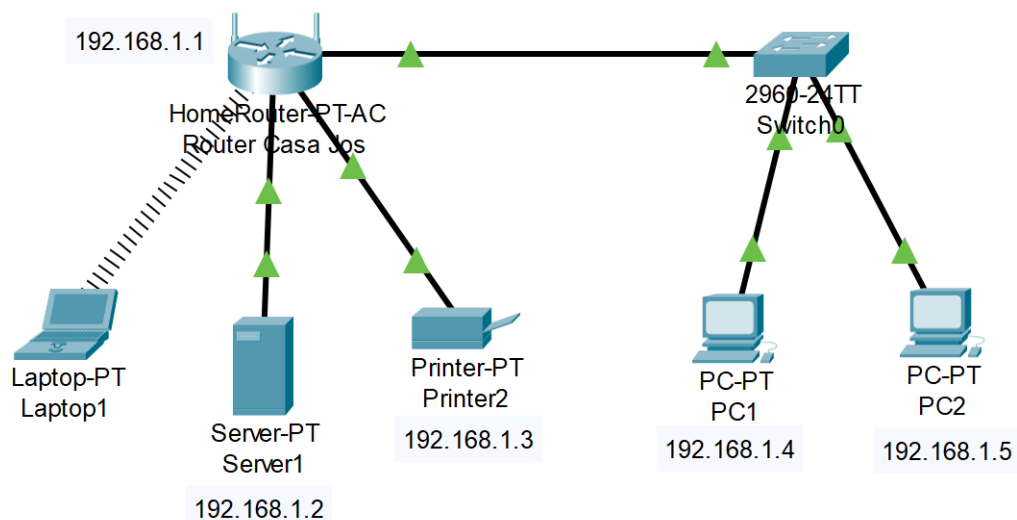 192.168.1.1
HomeRouter-PT-AC
Router Casa Jos
2960-24TT
Switch0
Laptop-PT
Laptop1
Server-PT
Server1
192.168.1.2
Printer-PT
Printer2
192.168.1.3
PC-PT
PC1
192.168.1.4
PC-PT
PC2
192.168.1.5